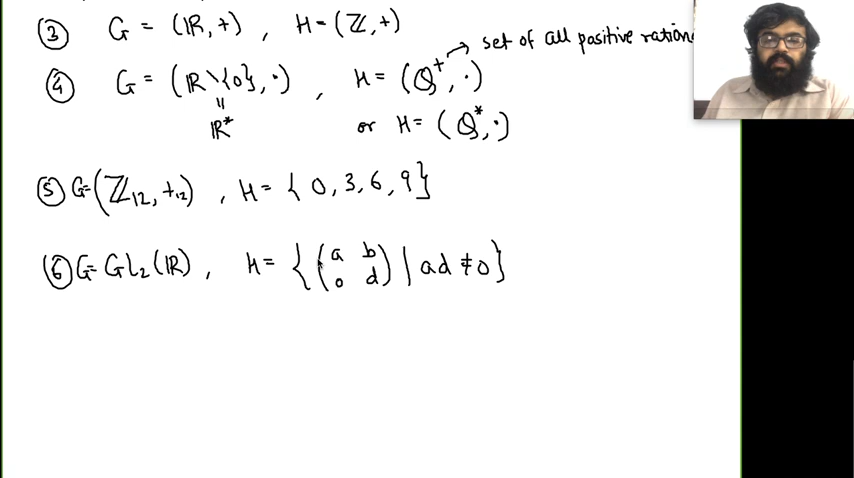 ③ G = (ℝ, +) , H = (ℤ, +)
④ G = (ℝ∖{0}, ·) , H = (ℚ⁺, ·) → set of all positive
" 
ℝ* or H = (ℚ*, ·)
⑤ G = (ℤ₁₂, +₁₂) , H = { 0, 3, 6, 9 }
⑥ G = GL₂(ℝ) , H = { ( a b
0 d ) | ad ≠ 0 }